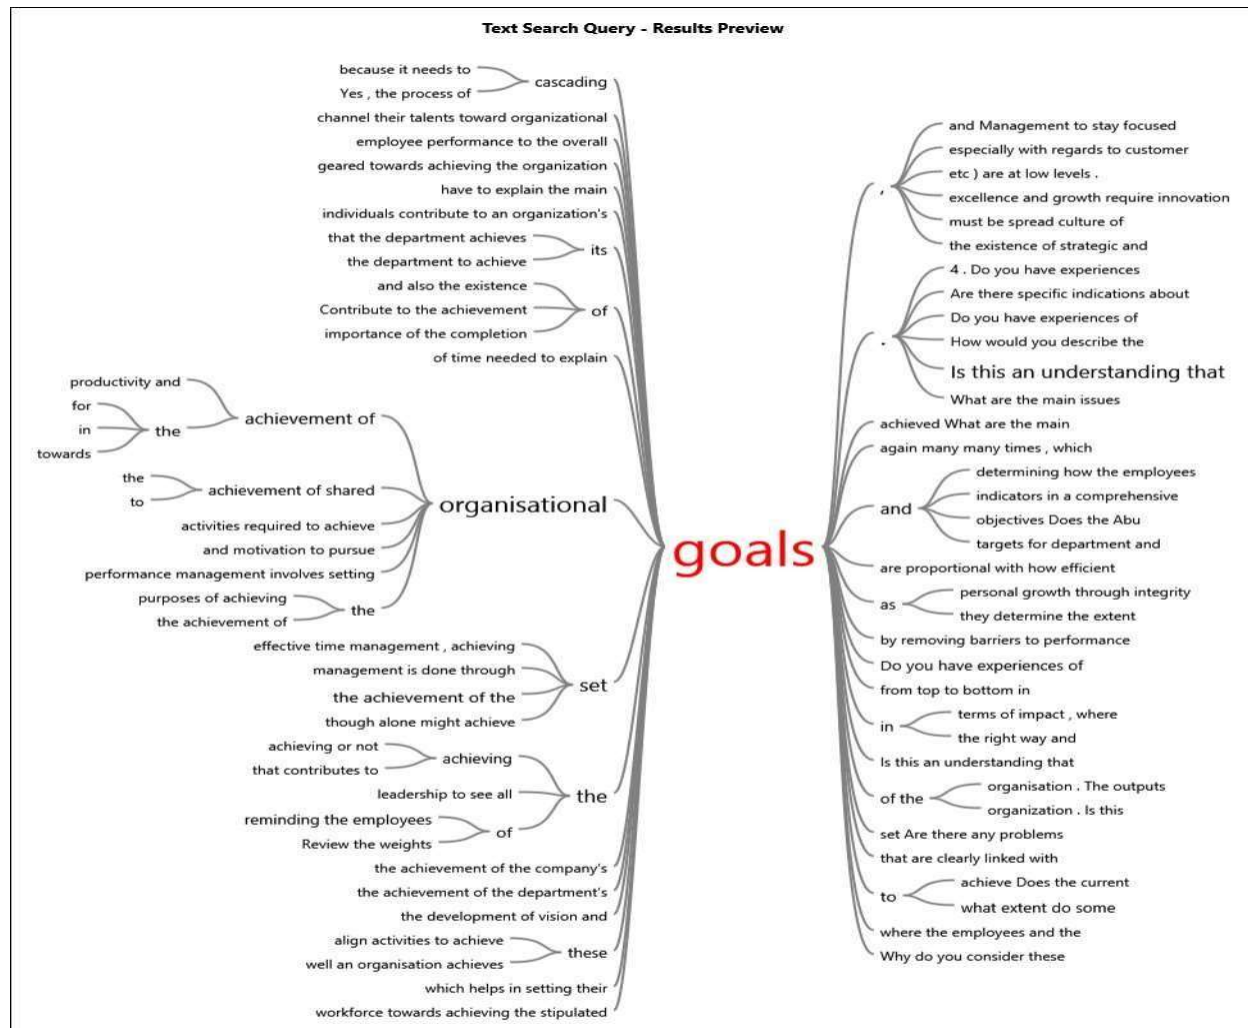 Text Search Query - Results Preview
because it needs to
Yes , the process of
cascading
channel their talents toward organizational
employee performance to the overall
geared towards achieving the organization
have to explain the main
individuals contribute to an organization's
that the department achieves
the department to achieve
its
and also the existence
Contribute to the achievement
importance of the completion
of
of time needed to explain
productivity and
for
in
towards
the
achievement of
the
to
achievement of shared
activities required to achieve
and motivation to pursue
performance management involves setting
purposes of achieving
the achievement of
the
organisational
effective time management , achieving
management is done through
the achievement of the
though alone might achieve
set
achieving or not
that contributes to
achieving
leadership to see all
reminding the employees
Review the weights
of
the
the achievement of the company's
the achievement of the department's
the development of vision and
align activities to achieve
well an organisation achieves
these
which helps in setting their
workforce towards achieving the stipulated
goals
,
and Management to stay focused
especially with regards to customer
etc ) are at low levels .
excellence and growth require innovation
must be spread culture of
the existence of strategic and
.
4 . Do you have experiences
Are there specific indications about
Do you have experiences of
How would you describe the
Is this an understanding that
What are the main issues
achieved What are the main
again many many times , which
and
determining how the employees
indicators in a comprehensive
objectives Does the Abu
targets for department and
are proportional with how efficient
as
personal growth through integrity
they determine the extent
by removing barriers to performance
Do you have experiences of
from top to bottom in
in
terms of impact , where
the right way and
Is this an understanding that
of the
organisation . The outputs
organization . Is this
set Are there any problems
that are clearly linked with
to
achieve Does the current
what extent do some
where the employees and the
Why do you consider these